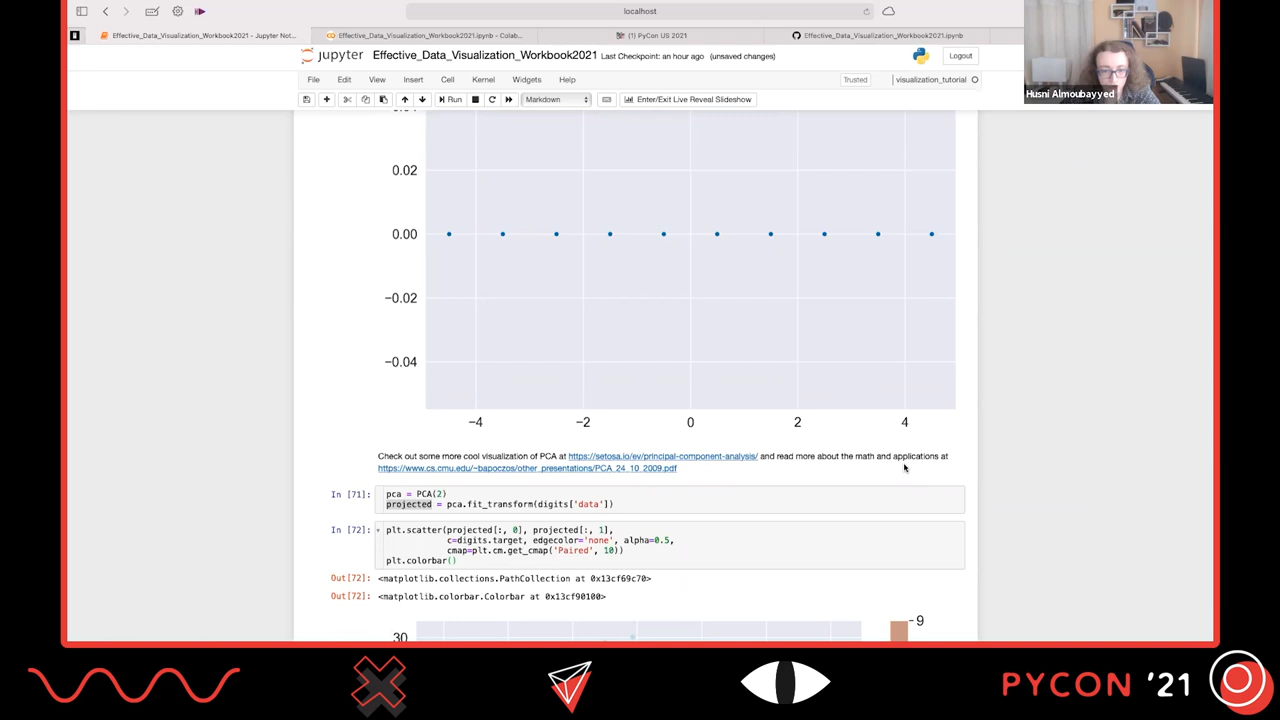 localhost
Effective_Data_Visualization_Workbook2021 - Jupyter Not...
Effective_Data_Visualization_Workbook2021.ipynb - Colab...
(1) PyCon US 2021
Effective_Data_Visualization_Workbook2021.ipynb
jupyter Effective_Data_Visualization_Workbook2021 Last Checkpoint: an hour ago (unsaved changes)
Logout
File Edit View Insert Cell Kernel Widgets Help
Trusted visualization_tutorial
Run Markdown Enter/Exit Live Reveal Slideshow
Husni Almoubayyed
0.02
0.00
−0.02
−0.04
−4 −2 0 2 4
Check out some more cool visualization of PCA at https://setosa.io/ev/principal-component-analysis/ and read more about the math and applications at
https://www.cs.cmu.edu/~bapoczos/other_presentations/PCA_24_10_2009.pdf
In [71]: pca = PCA(2)
projected = pca.fit_transform(digits['data'])
In [72]: plt.scatter(projected[:, 0], projected[:, 1],
c=digits.target, edgecolor='none', alpha=0.5,
cmap=plt.cm.get_cmap('Paired', 10))
plt.colorbar()
Out[72]: <matplotlib.collections.PathCollection at 0x13cf69c70>
Out[72]: <matplotlib.colorbar.Colorbar at 0x13cf90100>
30
9
PYCON '21